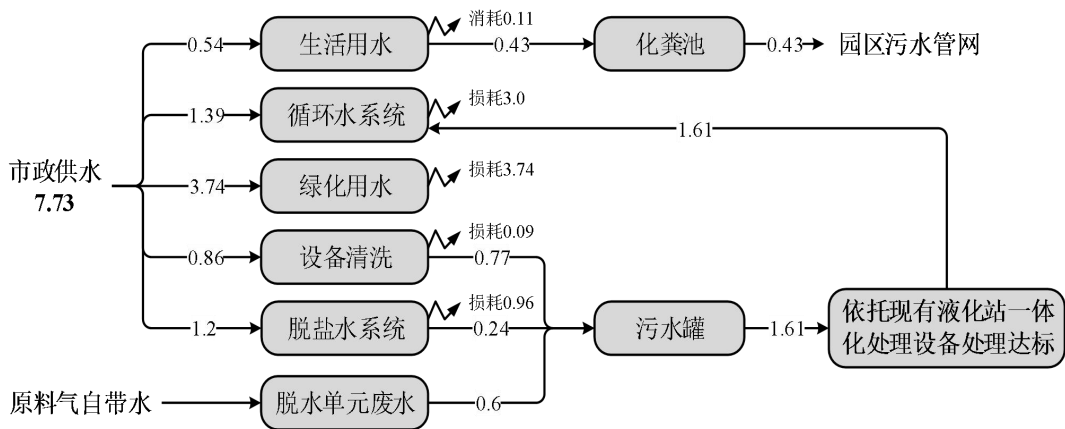 消耗0.11
0.54
生活用水
0.43
化粪池
0.43
园区污水管网
1.39
循环水系统
损耗3.0
1.61
市政供水
7.73
3.74
绿化用水
损耗3.74
0.86
设备清洗
损耗0.09
0.77
1.2
脱盐水系统
损耗0.96
0.24
污水罐
1.61
依托现有液化站一体
化处理设备处理达标
原料气自带水
脱水单元废水
0.6